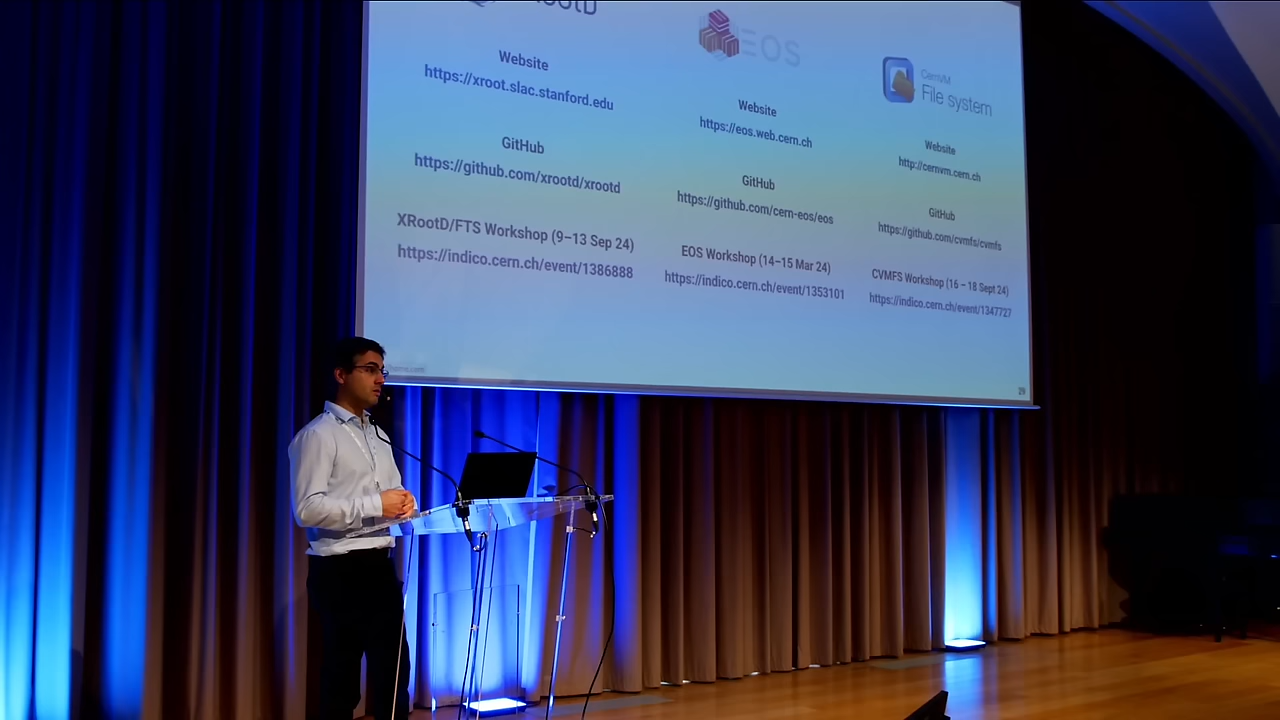 Website
https://xroot.slac.stanford.edu
GitHub
https://github.com/xrootd/xrootd
XRootD/FTS Workshop (9–13 Sep 24)
https://indico.cern.ch/event/1386888
EOS
Website
https://eos.web.cern.ch
GitHub
https://github.com/cern-eos/eos
EOS Workshop (14–15 Mar 24)
https://indico.cern.ch/event/1353101
CernVM
File system
Website
http://cernvm.cern.ch
GitHub
https://github.com/cvmfs/cvmfs
CVMFS Workshop (16 – 18 Sept 24)
https://indico.cern.ch/event/1347727